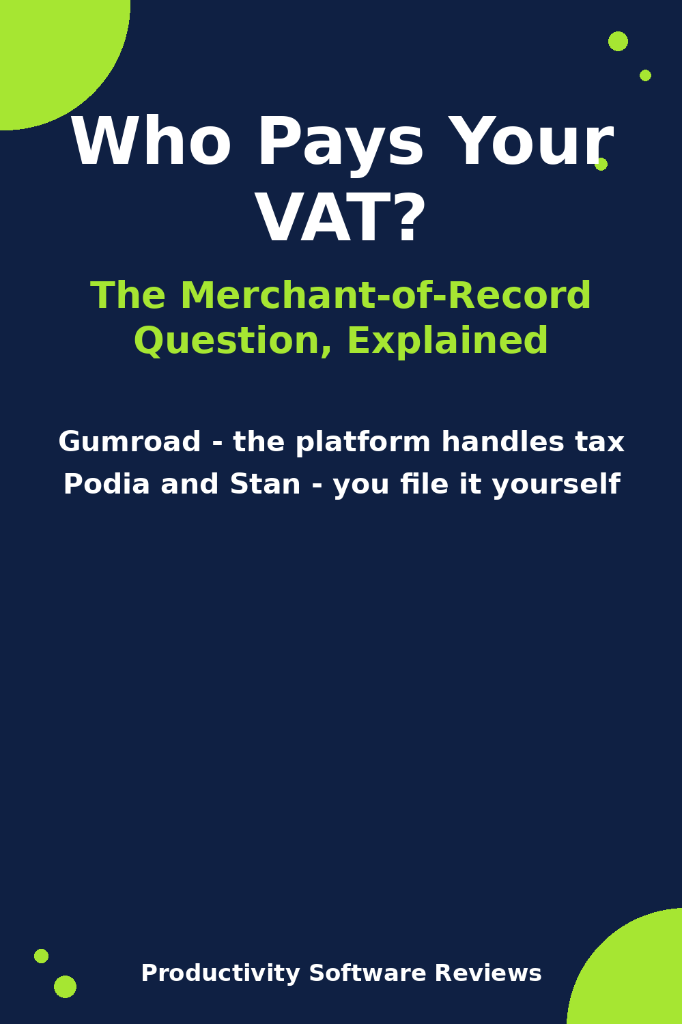 Who Pays Your
VAT?
The Merchant-of-Record
Question, Explained
Gumroad - the platform handles tax
Podia and Stan - you file it yourself
Productivity Software Reviews